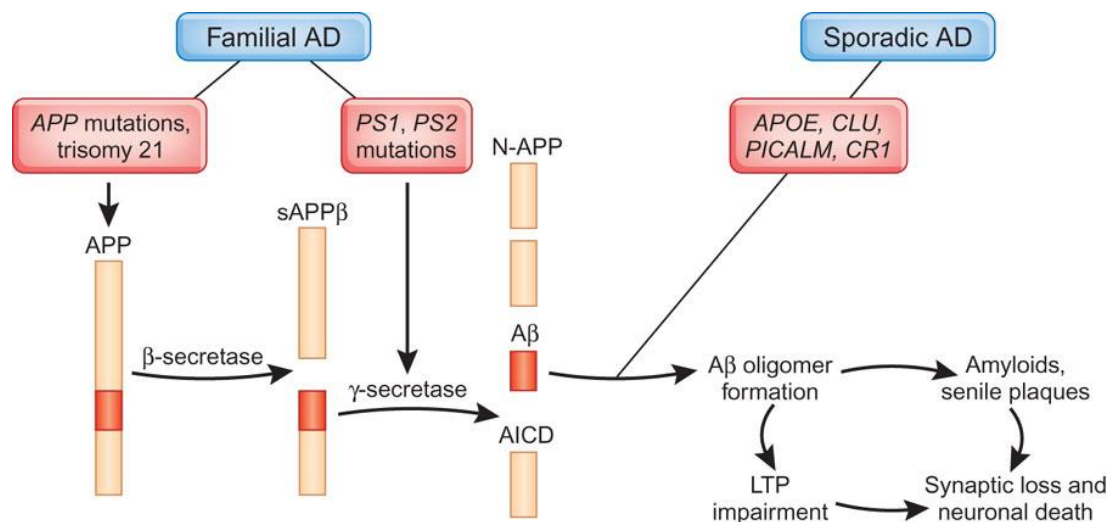 Familial AD
Sporadic AD
APP mutations,
trisomy 21
PS1, PS2
mutations
APOE, CLU,
PICALM, CR1
N-APP
sAPPβ
APP
Aβ
β-secretase
γ-secretase
Aβ oligomer
formation
Amyloids,
senile plaques
AICD
LTP
impairment
Synaptic loss and
neuronal death